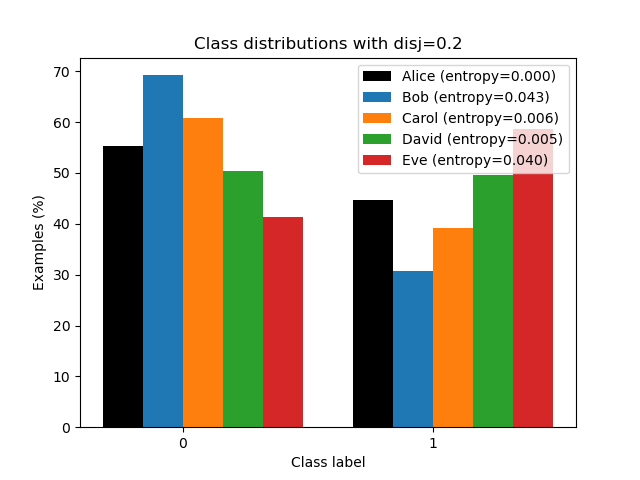 Class distributions with disj=0.2
Alice (entropy=0.000)
Bob (entropy=0.043)
Carol (entropy=0.006)
David (entropy=0.005)
Eve (entropy=0.040)
Examples (%)
70
60
50
40
30
20
10
0
0 1
Class label